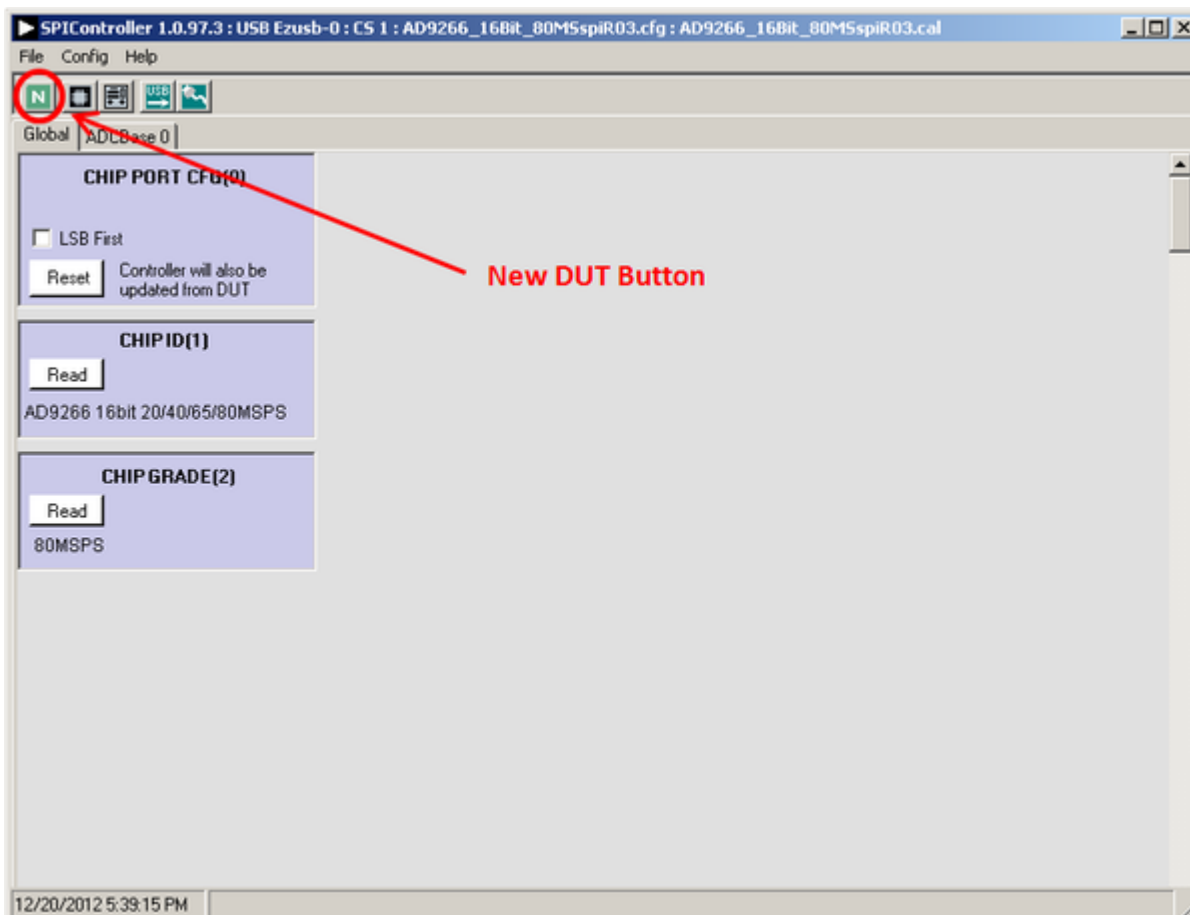 SPIController 1.0.97.3 : USB Ezusb-0 : CS 1 : AD9266_16Bit_80MSspiR03.cfg : AD9266_16Bit_80MSspiR03.cal
File Config Help
N
USB
Global ADCBase 0
CHIP PORT CFG(0)
LSB First
Reset Controller will also be
updated from DUT
New DUT Button
CHIP ID(1)
Read
AD9266 16bit 20/40/65/80MSPS
CHIP GRADE(2)
Read
80MSPS
12/20/2012 5:39:15 PM